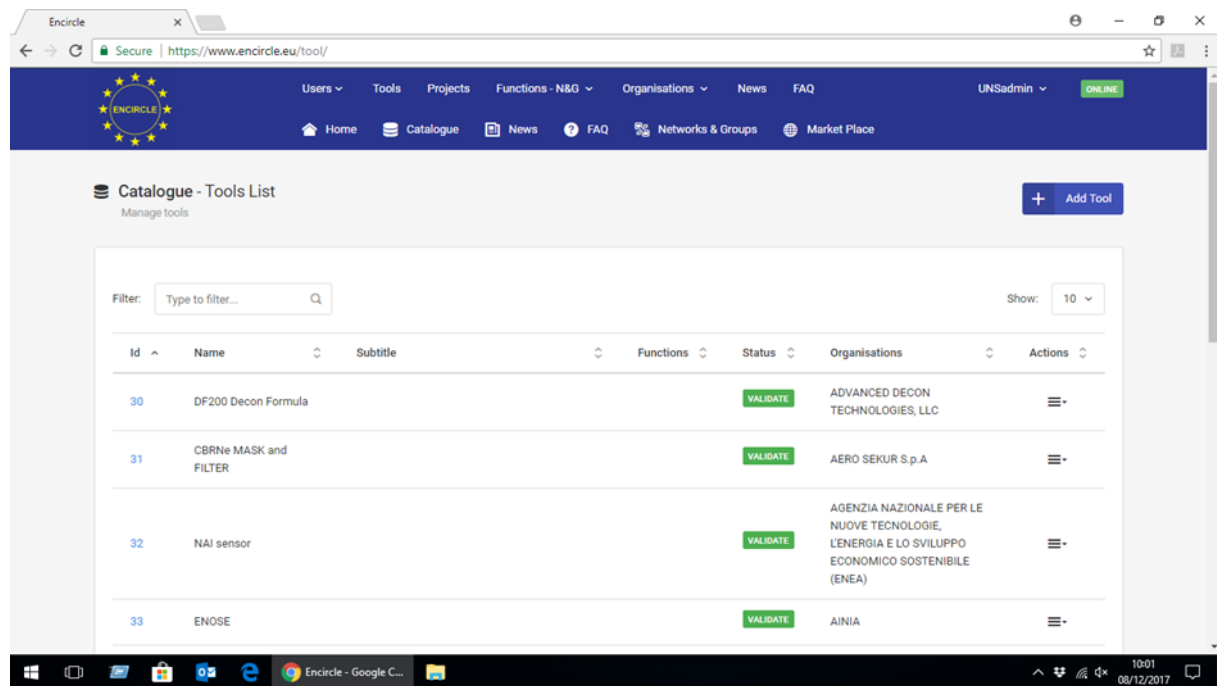 Encircle
Secure | https://www.encircle.eu/tool/
ENCIRCLE
Users Tools Projects Functions - N&G Organisations News FAQ UNSadmin ONLINE
Home Catalogue News FAQ Networks & Groups Market Place
Catalogue - Tools List
Manage tools
+ Add Tool
Filter: Type to filter... Show: 10
Id Name Subtitle Functions Status Organisations Actions
30 DF200 Decon Formula VALIDATE ADVANCED DECON
TECHNOLOGIES, LLC
31 CBRNe MASK and
FILTER VALIDATE AERO SEKUR S.p.A
32 NAI sensor VALIDATE AGENZIA NAZIONALE PER LE
NUOVE TECNOLOGIE,
L'ENERGIA E LO SVILUPPO
ECONOMICO SOSTENIBILE
(ENEA)
33 ENOSE VALIDATE AINIA
Encircle - Google C...
10:01
08/12/2017